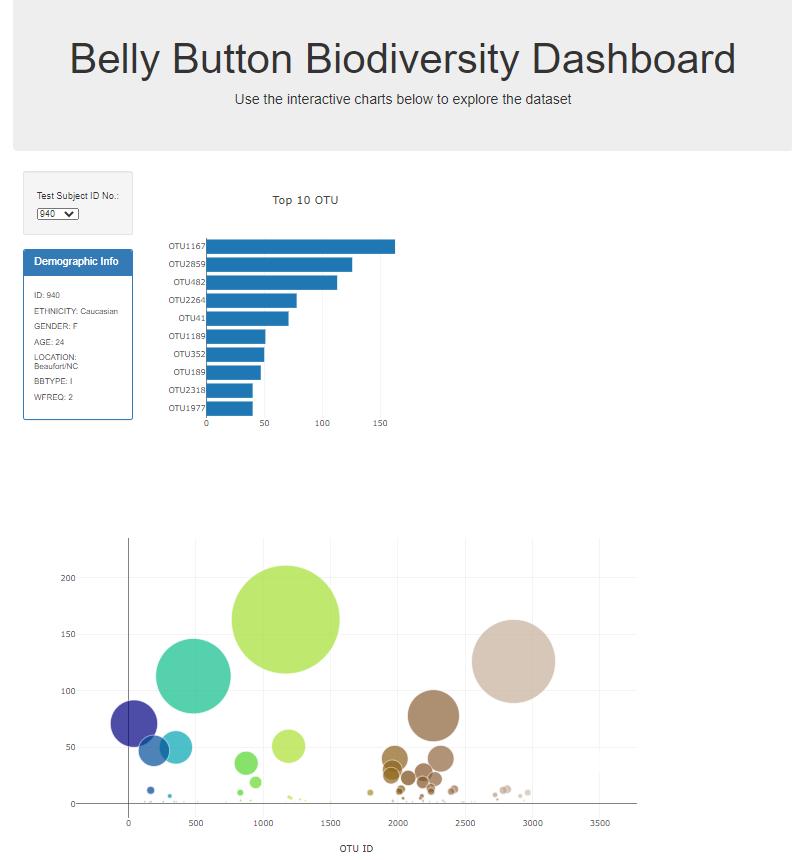 Belly Button Biodiversity Dashboard
Use the interactive charts below to explore the dataset
Test Subject ID No.:
940
Demographic Info
ID: 940
ETHNICITY: Caucasian
GENDER: F
AGE: 24
LOCATION:
Beaufort/NC
BBTYPE: I
WFREQ: 2
Top 10 OTU
OTU1167
OTU2859
OTU482
OTU2264
OTU41
OTU1189
OTU352
OTU189
OTU2318
OTU1977
0 50 100 150
200
150
100
50
0
0 500 1000 1500 2000 2500 3000 3500
OTU ID